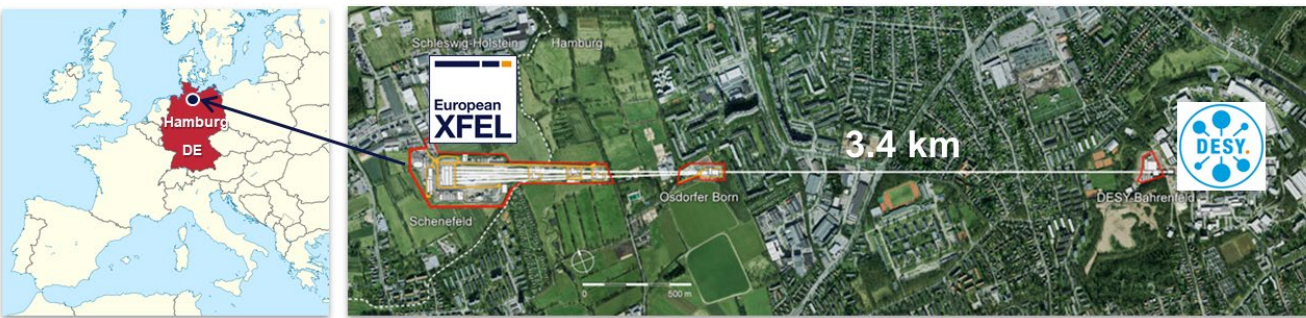 Hamburg
DE
Schleswig-Holstein
Hamburg
European
XFEL
3.4 km
DESY.
Osdorfer Born
DESY-Bahrenfeld
Schenefeld
0
500 m